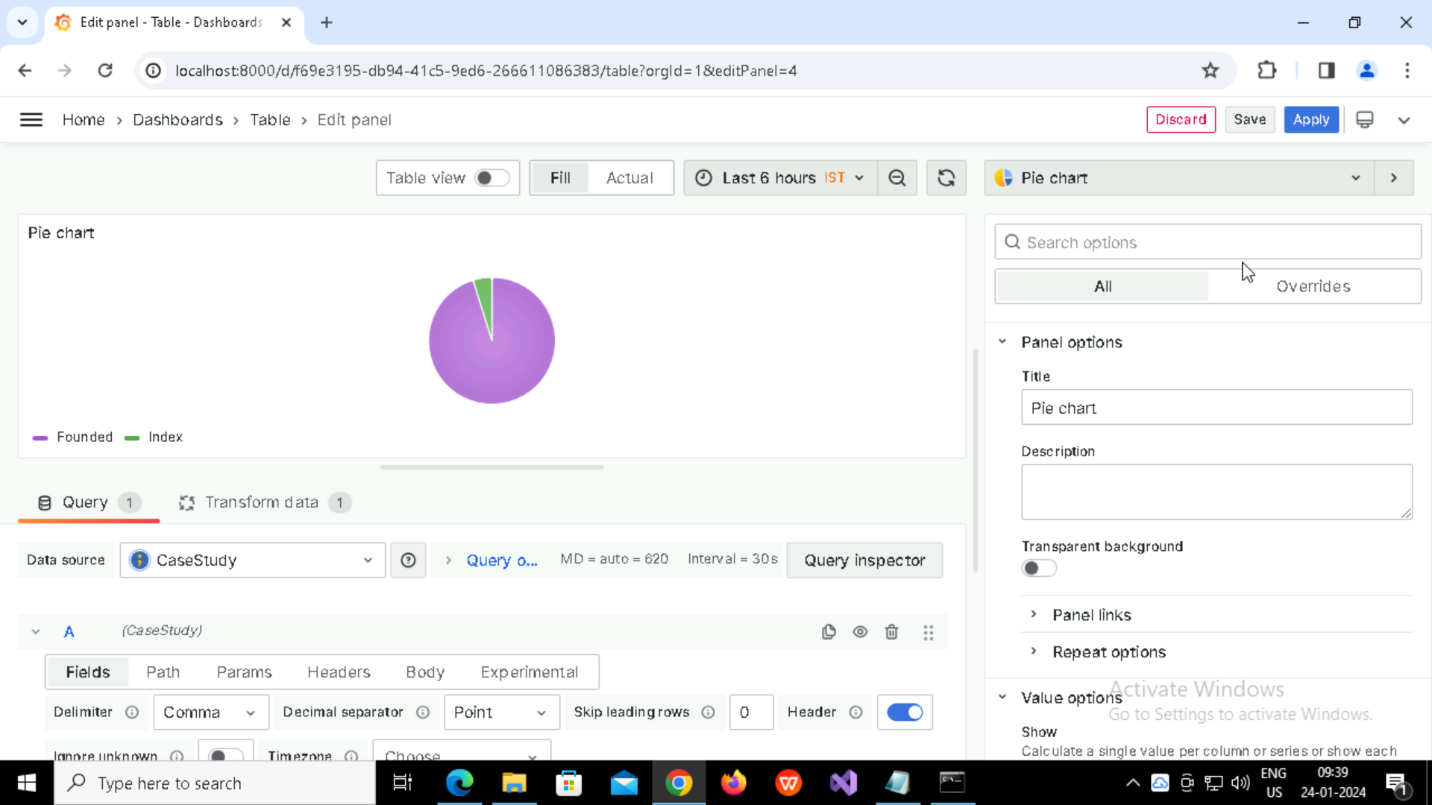 Edit panel - Table - Dashboards
localhost:8000/d/f69e3195-db94-41c5-9ed6-266611086383/table?orgId=1&editPanel=4
Home › Dashboards › Table › Edit panel
Discard Save Apply
Table view Fill Actual Last 6 hours IST Pie chart
Pie chart
Search options
All Overrides
Panel options
Title
Pie chart
Founded Index
Description
Query 1 Transform data 1
Transparent background
Data source CaseStudy Query o... MD = auto = 620 Interval = 30s Query inspector
Panel links
A (CaseStudy)
Repeat options
Fields Path Params Headers Body Experimental
Value options
Activate Windows
Go to Settings to activate Windows.
Delimiter Comma Decimal separator Point Skip leading rows 0 Header
Show
Calculate a single value per column or series or show each
Ignore unknown Timezone Choose
Type here to search
ENG
US
09:39
24-01-2024
1